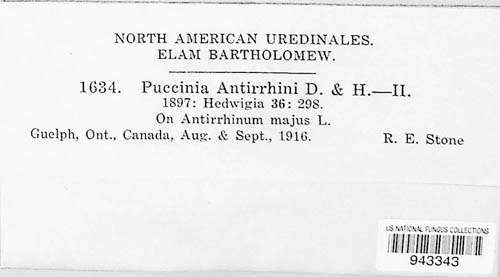 NORTH AMERICAN UREDINALES.
ELAM BARTHOLOMEW.
1634. Puccinia Antirrhini D. & H.—II.
1897: Hedwigia 36: 298.
On Antirrhinum majus L.
Guelph, Ont., Canada, Aug. & Sept., 1916. R. E. Stone
US NATIONAL FUNGUS COLLECTIONS
943343